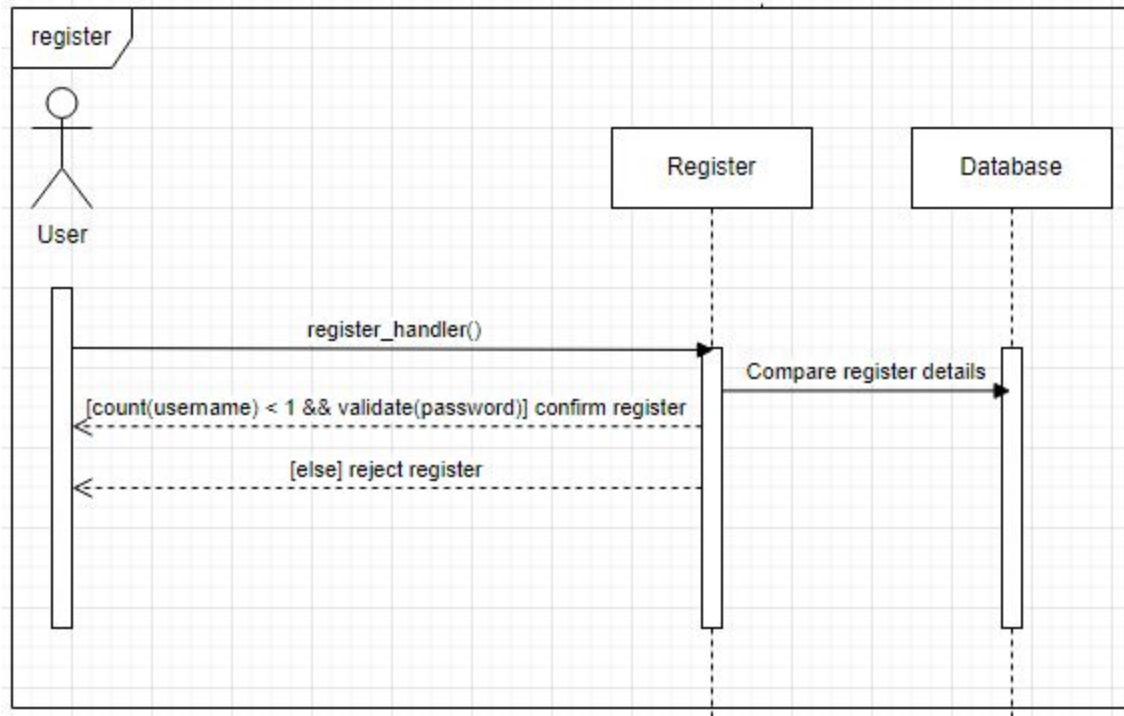 register
Register
Database
User
register_handler()
Compare register details
[count(username) < 1 && validate(password)] confirm register
[else] reject register